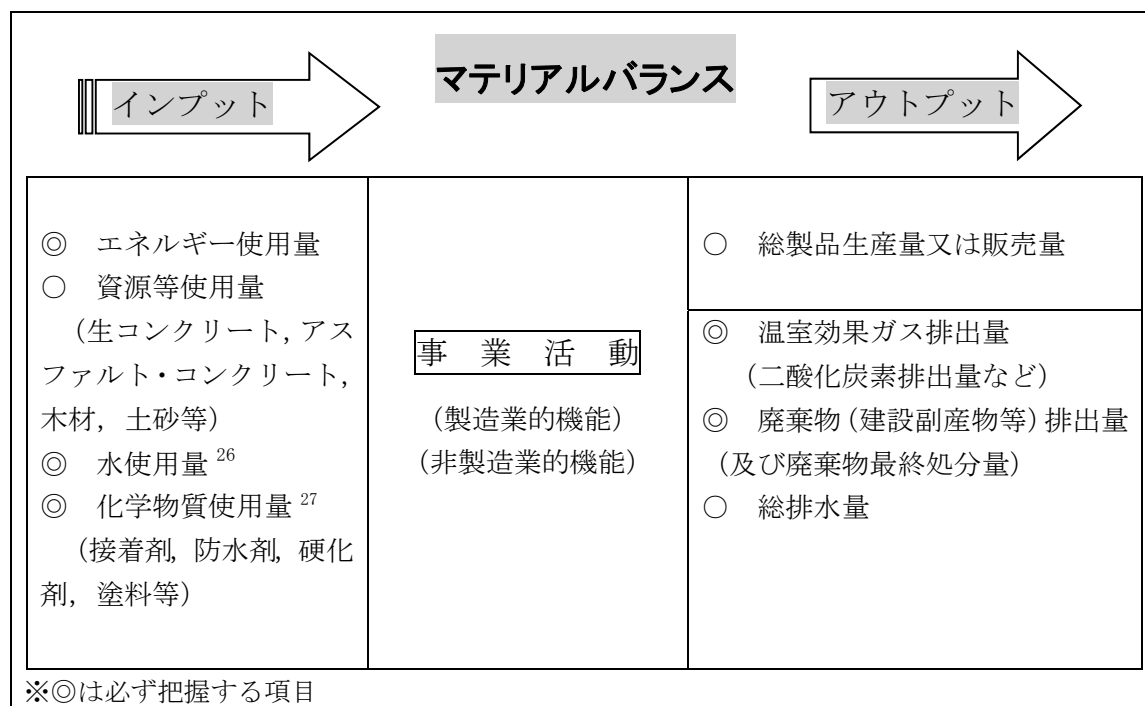 マテリアルバランス
インプット
アウトプット
◎　エネルギー使用量
○　資源等使用量
（生コンクリート，アス
ファルト・コンクリート，
木材，土砂等）
◎　水使用量 26
◎　化学物質使用量 27
（接着剤，防水剤，硬化
剤，塗料等）
事　業　活　動
（製造業的機能）
（非製造業的機能）
○　総製品生産量又は販売量
◎　温室効果ガス排出量
（二酸化炭素排出量など）
◎　廃棄物（建設副産物等）排出量
（及び廃棄物最終処分量）
○　総排水量
※◎は必ず把握する項目